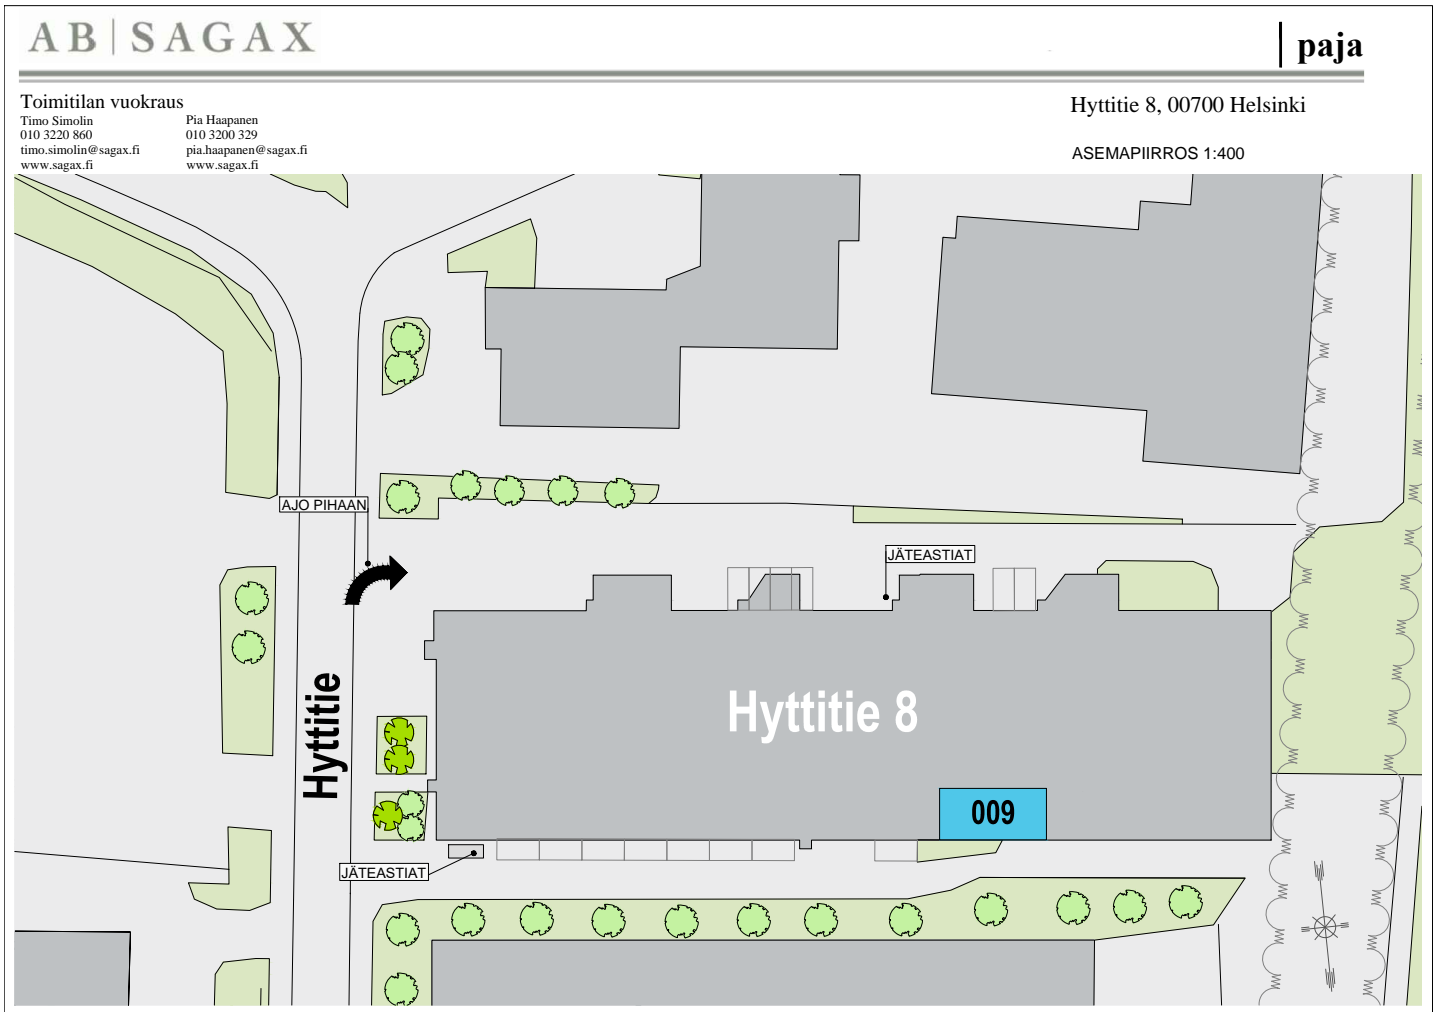 AB | SAGAX
paja
Toimitilan vuokraus
Timo Simolin
010 3220 860
timo.simolin@sagax.fi
www.sagax.fi
Pia Haapanen
010 3200 329
pia.haapanen@sagax.fi
www.sagax.fi
Hyttitie 8, 00700 Helsinki
ASEMAPIIRROS 1:400
AJO PIHAAN
JÄTEASTIAT
Hyttitie
Hyttitie 8
009
JÄTEASTIAT